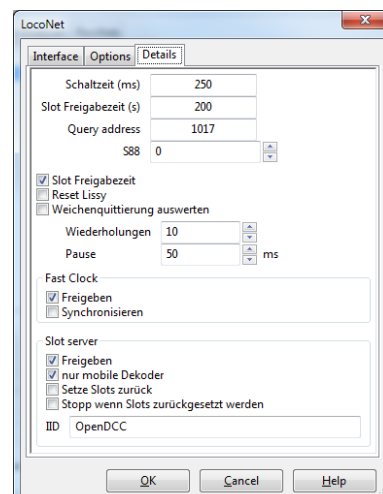 LocoNet
Interface Options Details
Schaltzeit (ms) 250
Slot Freigabezeit (s) 200
Query address 1017
S88 0
Slot Freigabezeit
Reset Lissy
Weichenquittierung auswerten
Wiederholungen 10
Pause 50 ms
Fast Clock
Freigeben
Synchronisieren
Slot server
Freigeben
nur mobile Dekoder
Setze Slots zurück
Stopp wenn Slots zurückgesetzt werden
IID OpenDCC
OK Cancel Help